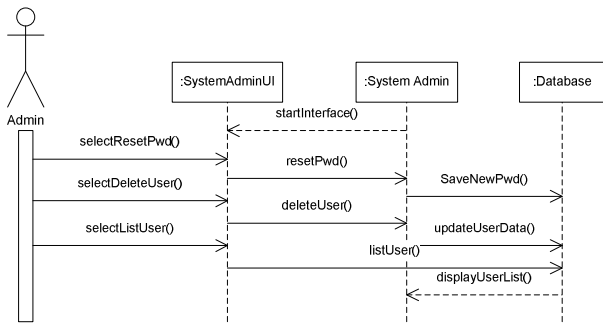 :SystemAdminUI
:System Admin
:Database
Admin
startInterface()
selectResetPwd()
resetPwd()
selectDeleteUser()
SaveNewPwd()
deleteUser()
selectListUser()
updateUserData()
listUser()
displayUserList()